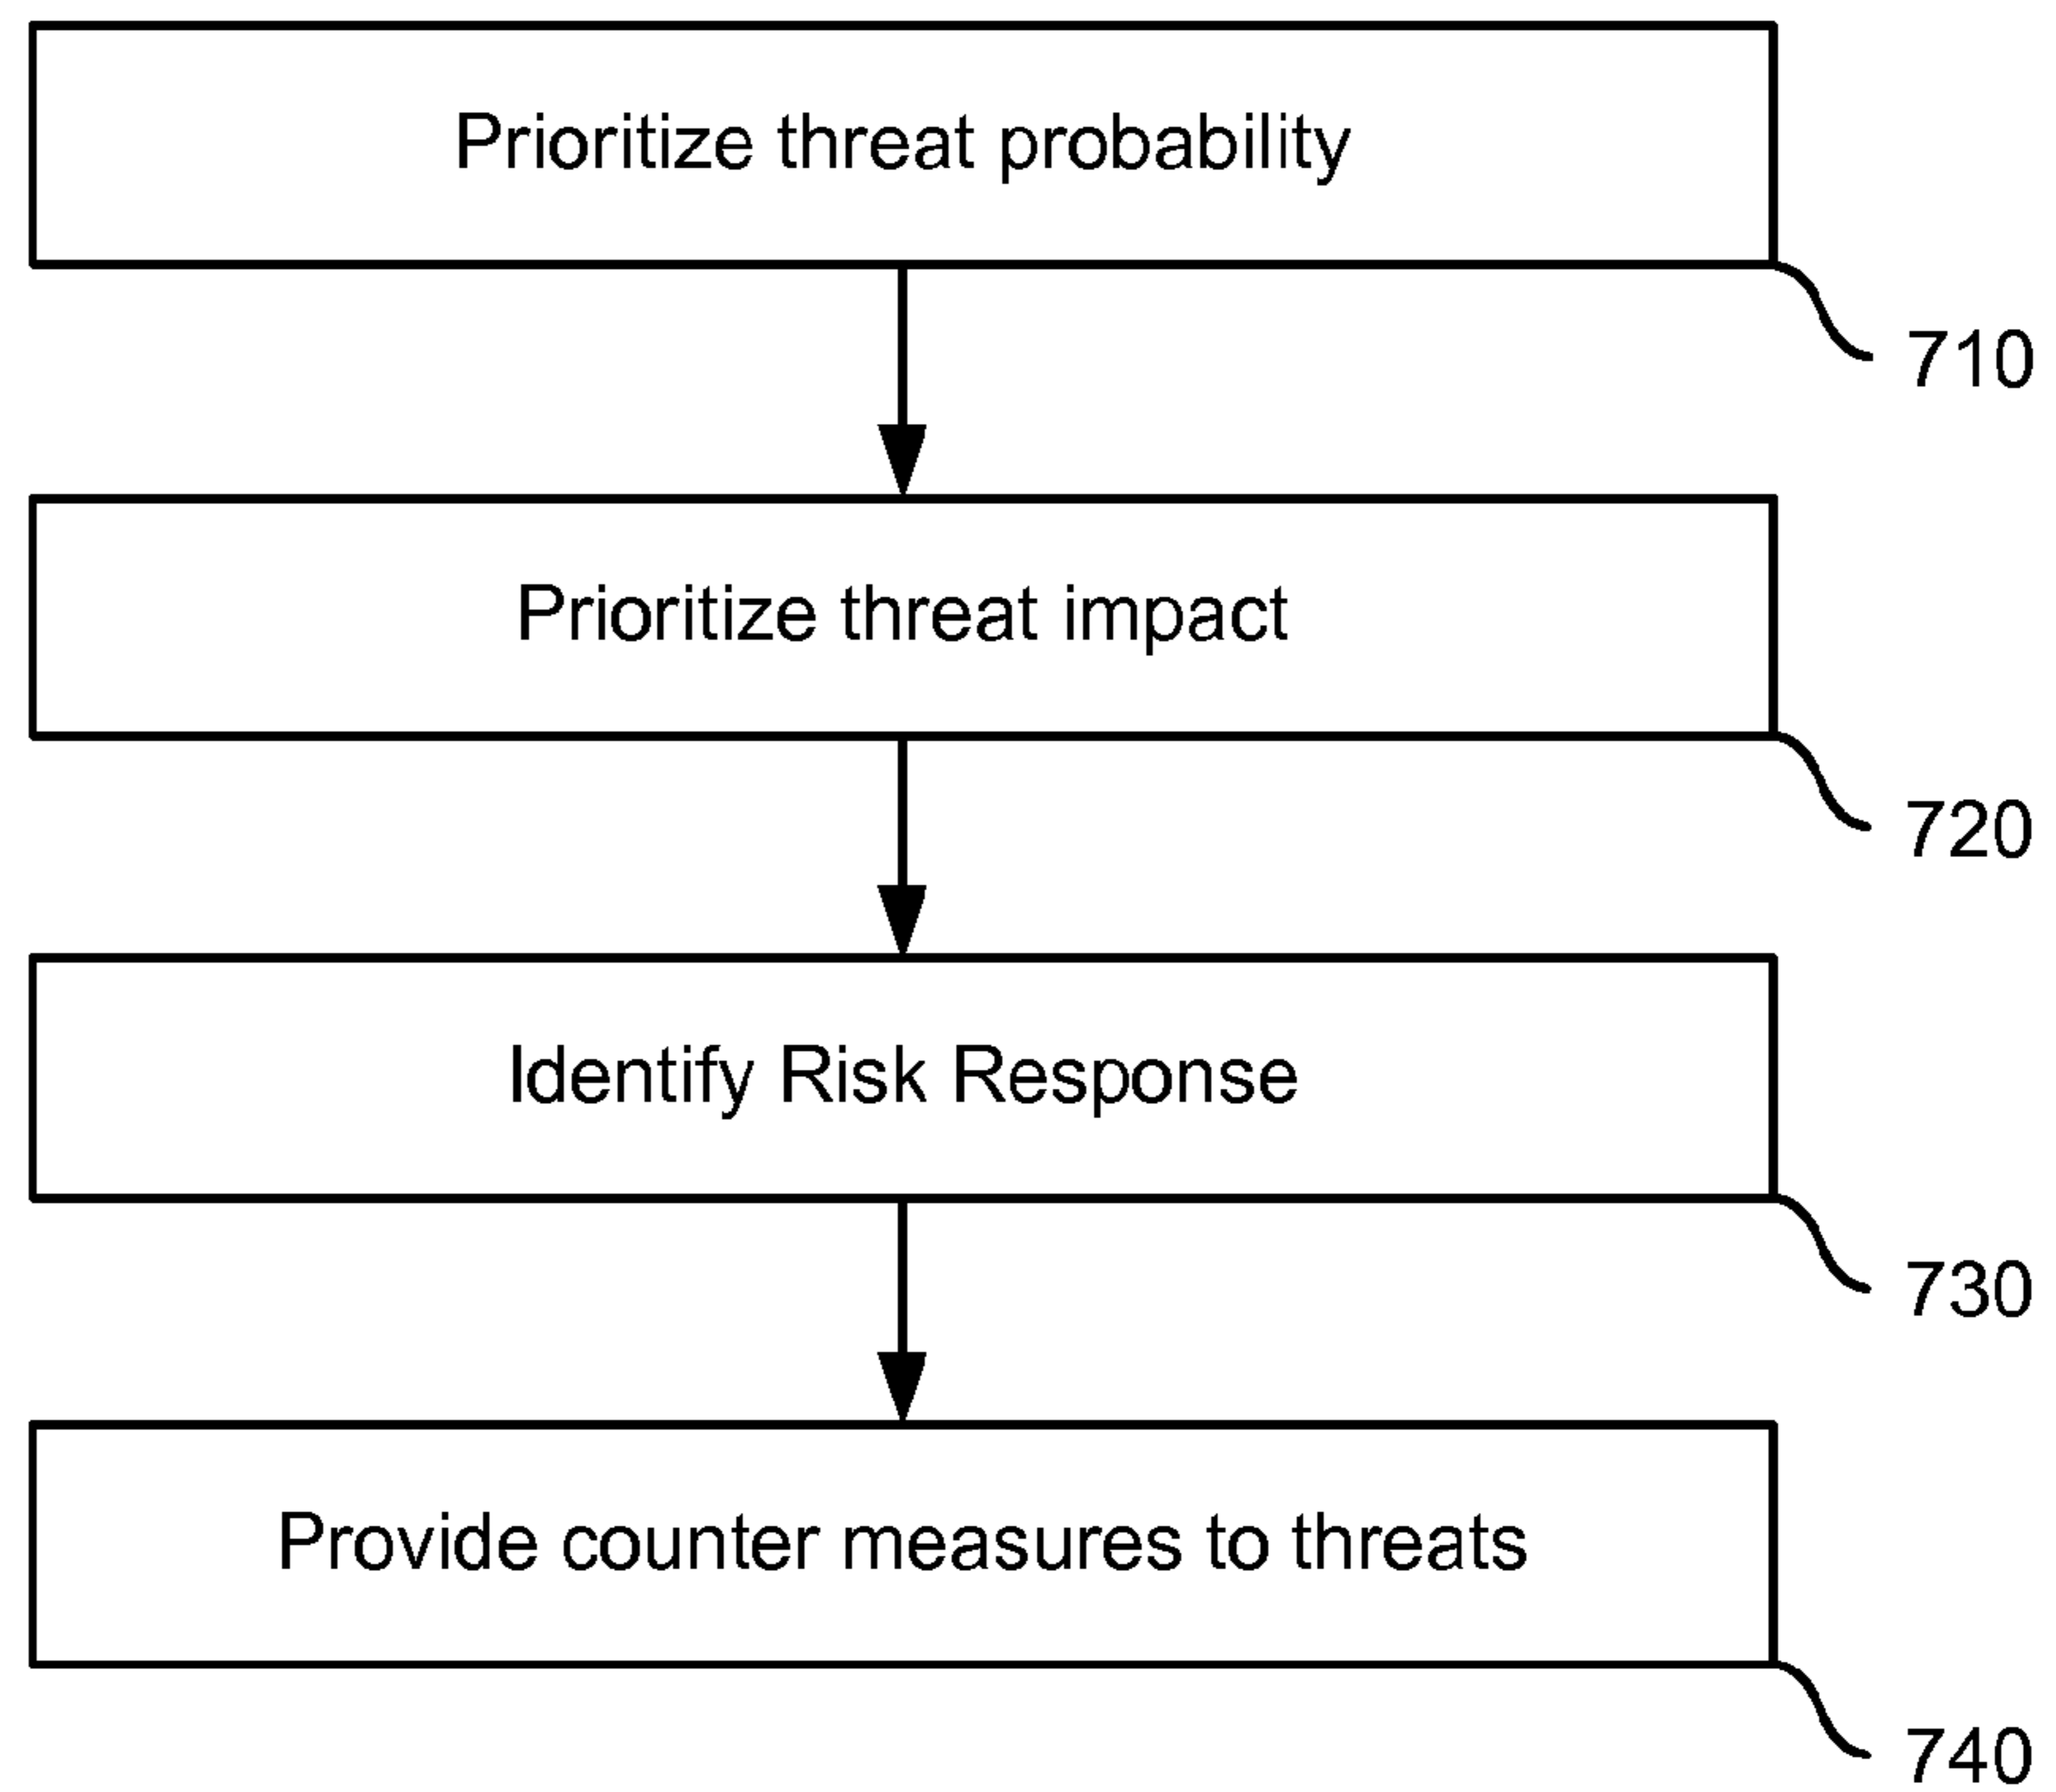 Prioritize threat probability
710
Prioritize threat impact
720
Identify Risk Response
730
Provide counter measures to threats
740